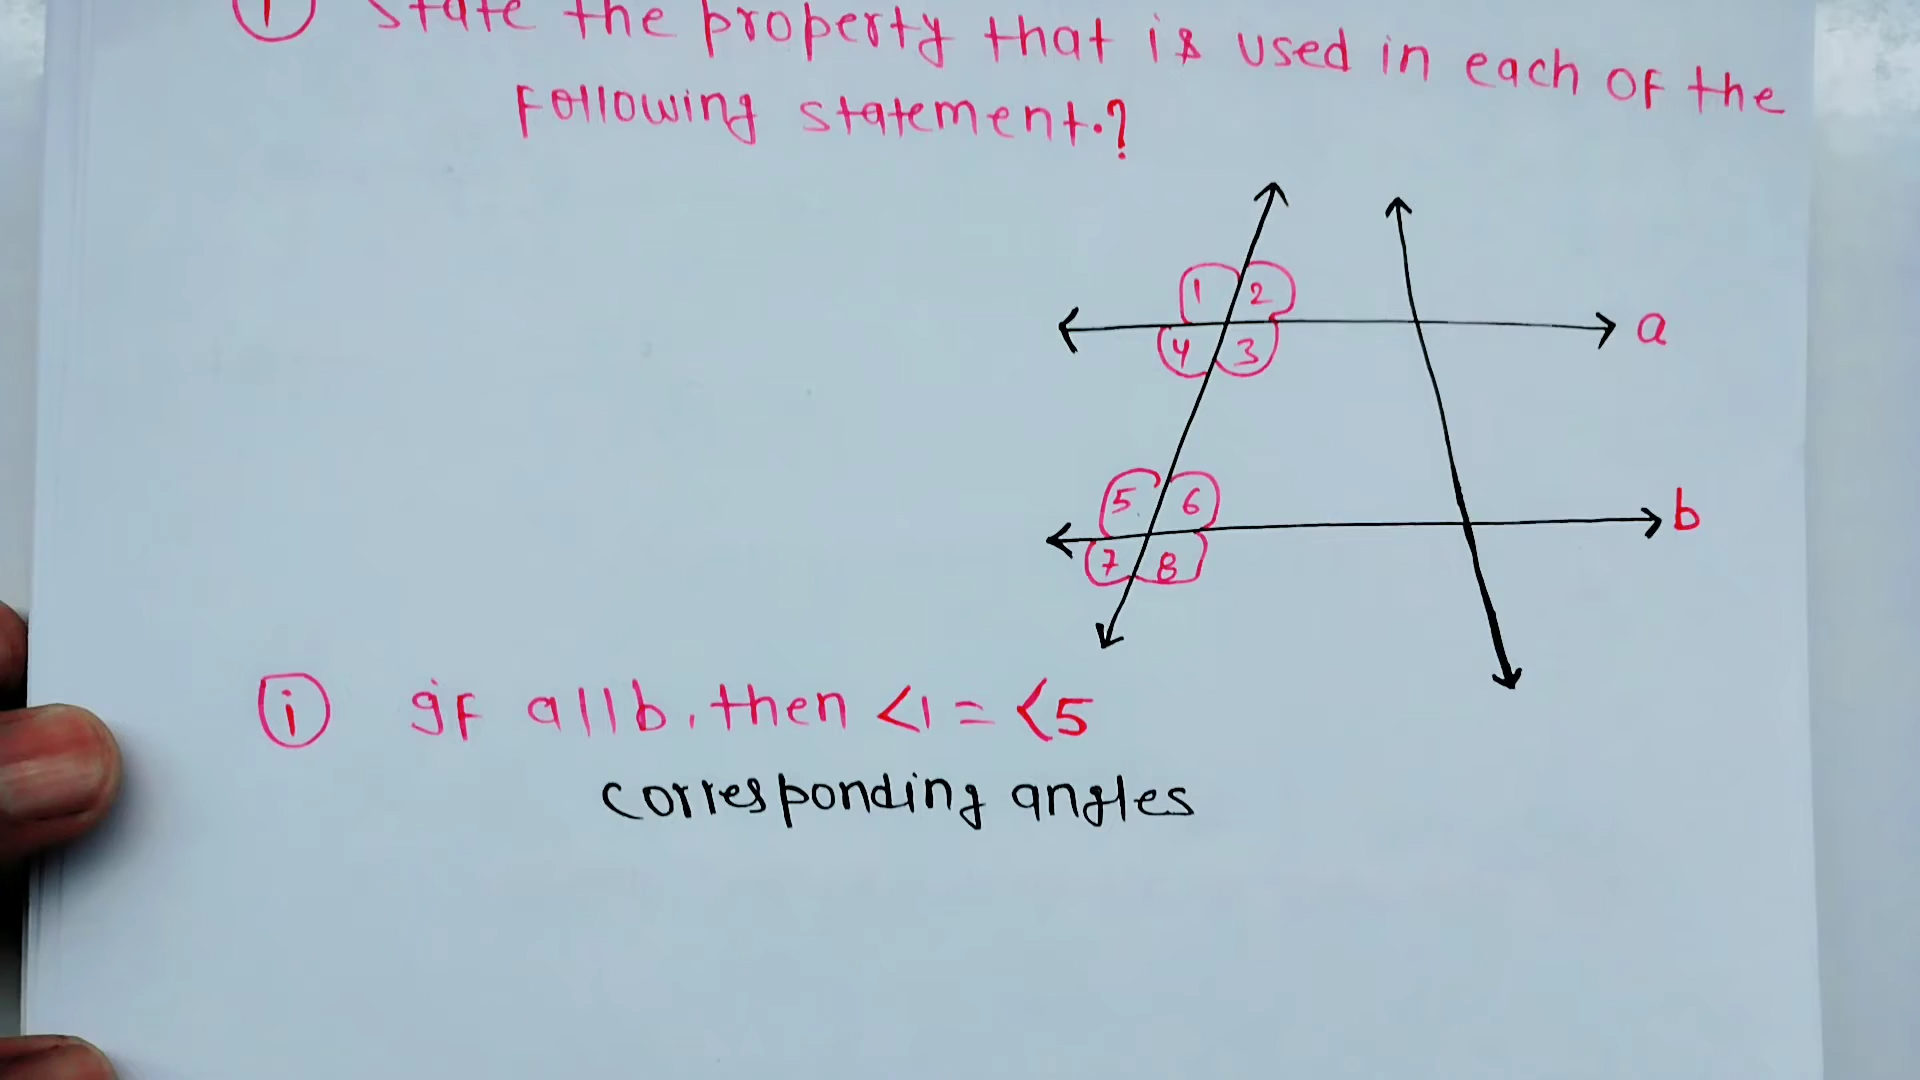 ① State the property that is used in each of the
following statement.?
1 2
a
4 3
5 6
b
7 8
ⓘ If a||b, then <1 = <5
corresponding angles